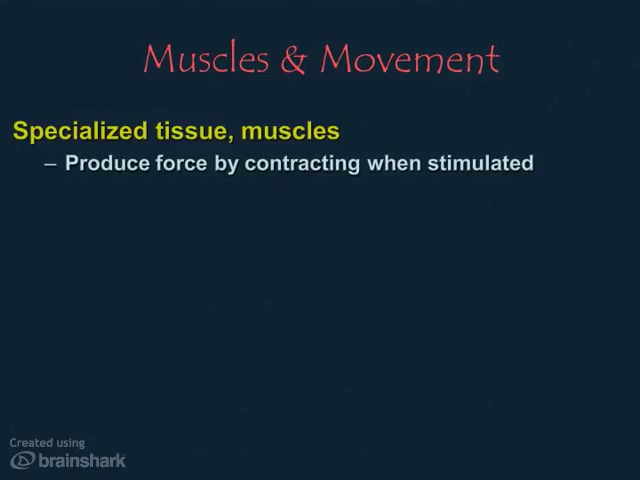 Muscles & Movement
Specialized tissue, muscles
– Produce force by contracting when stimulated
Created using
brainshark